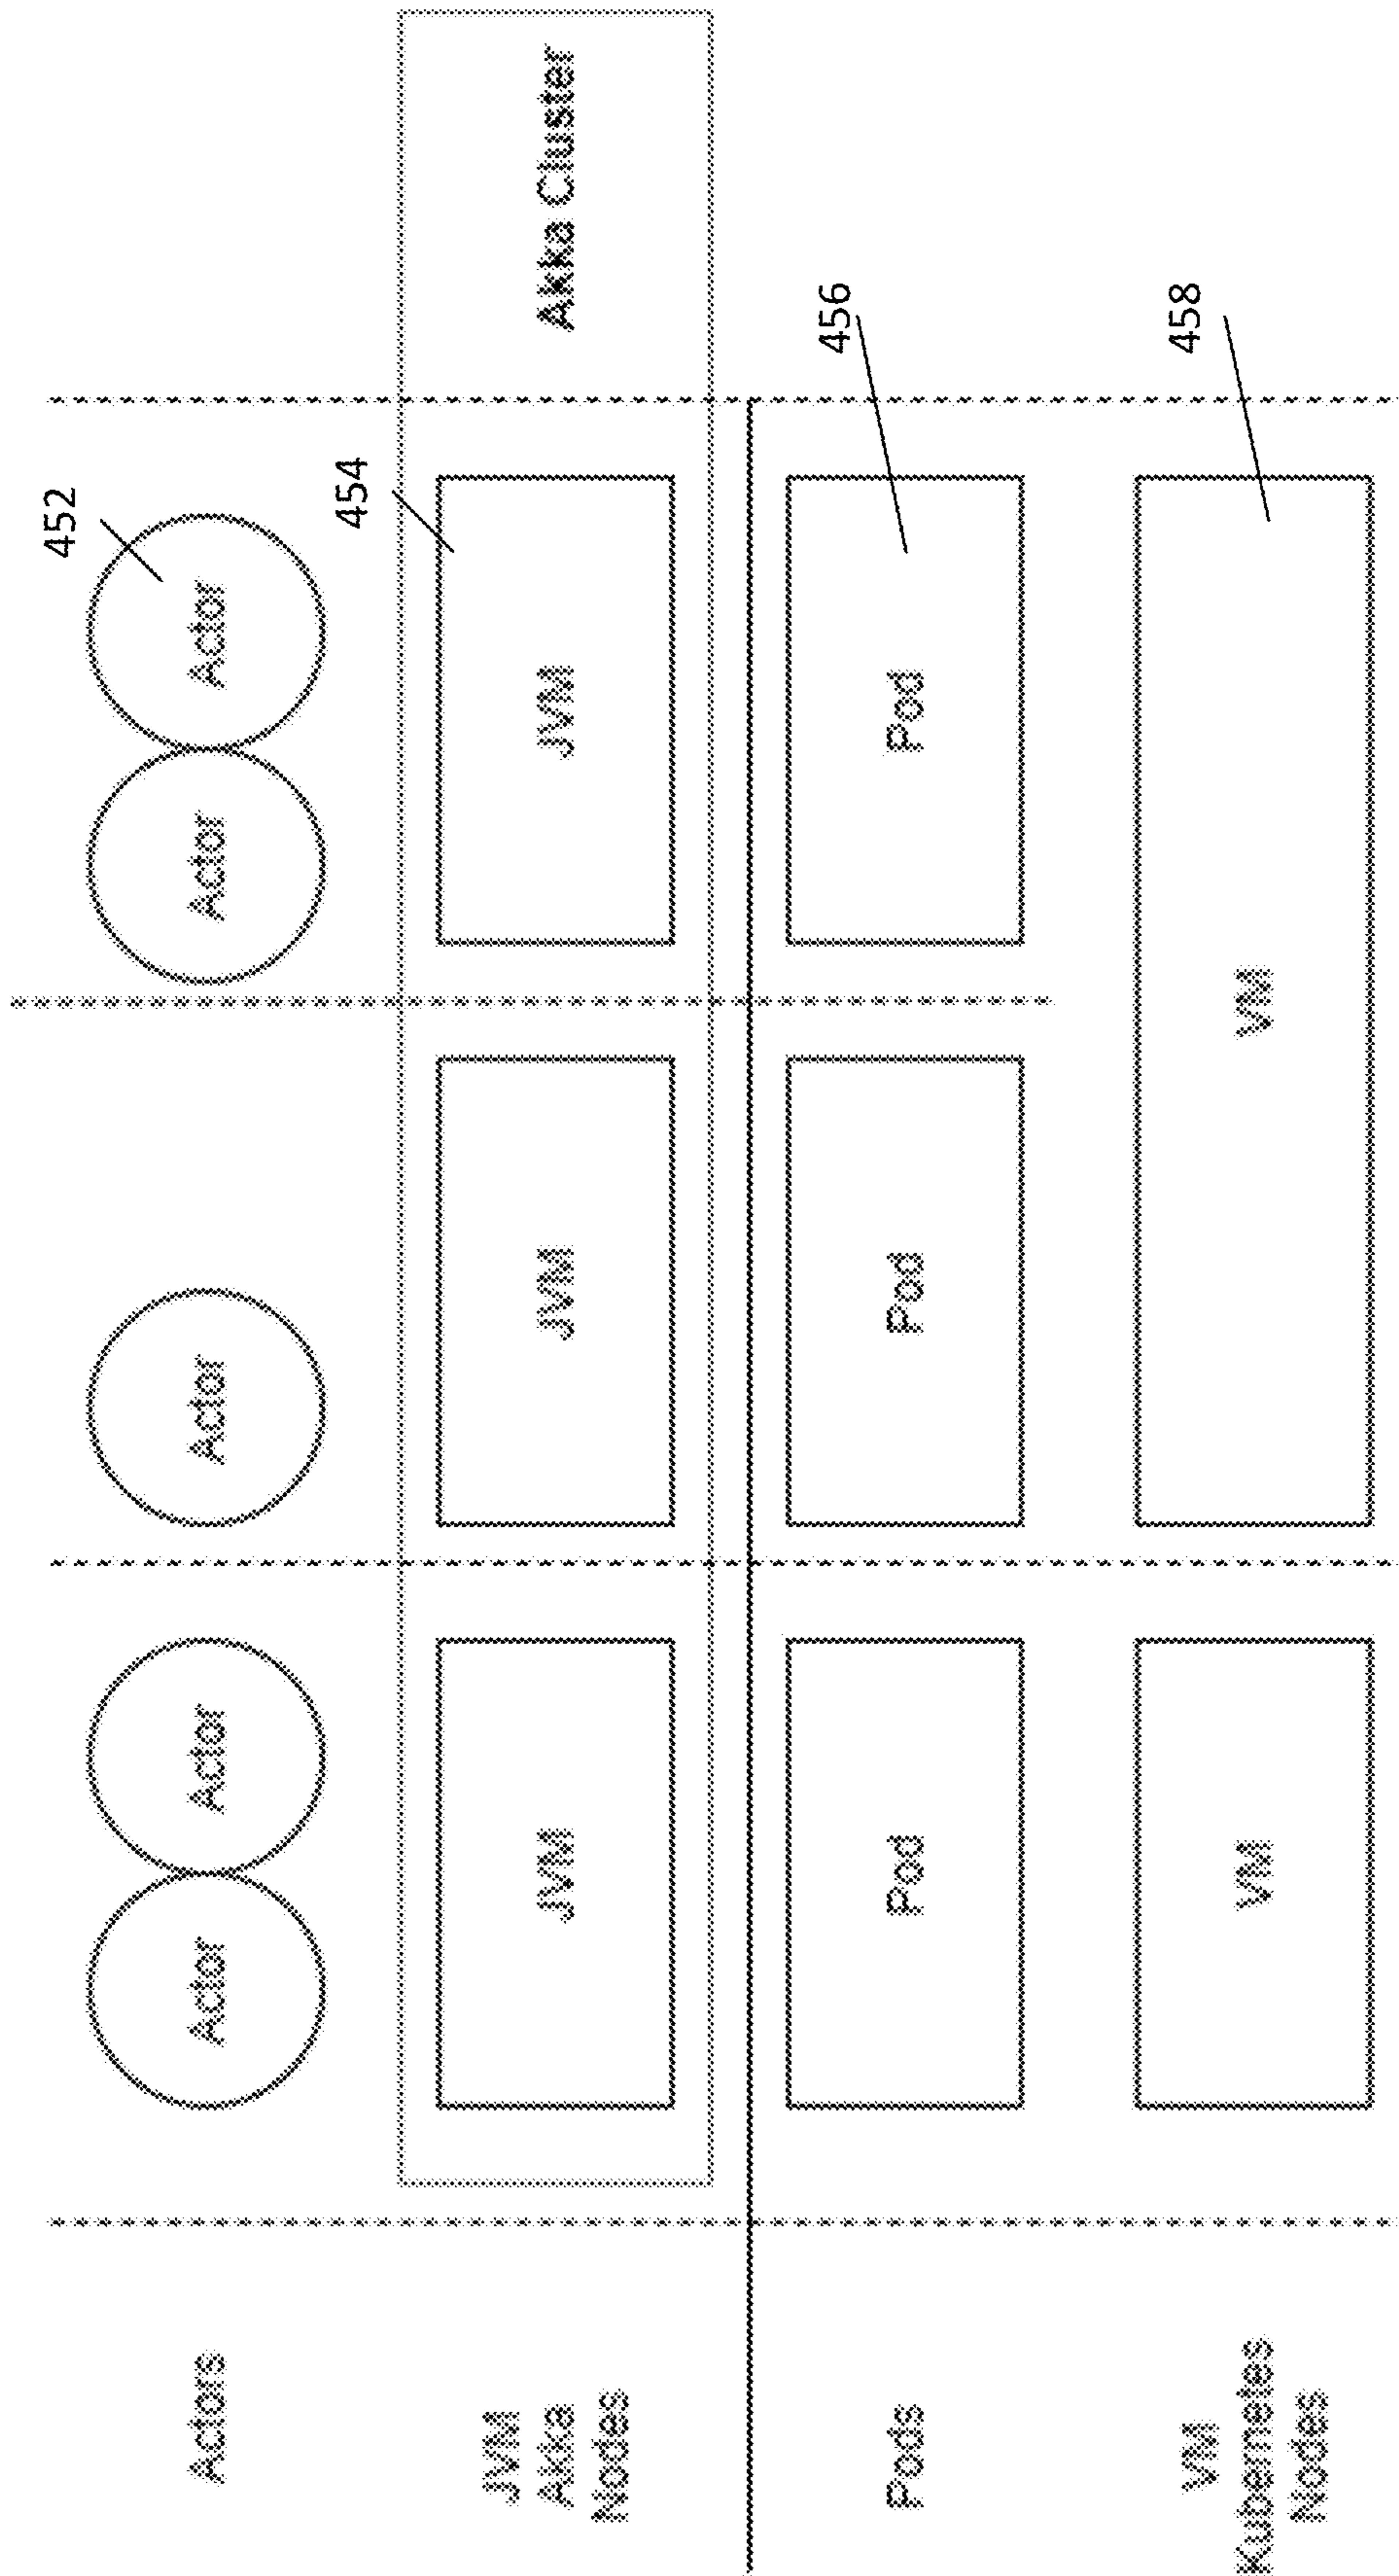 452
Actors
Actor
Actor
Actor
Actor
Actor
454
JVM
Akka
Nodes
JVM
JVM
JVM
Akka Cluster
456
Pods
Pod
Pod
Pod
458
VM
Kubernetes
Nodes
VM
VM